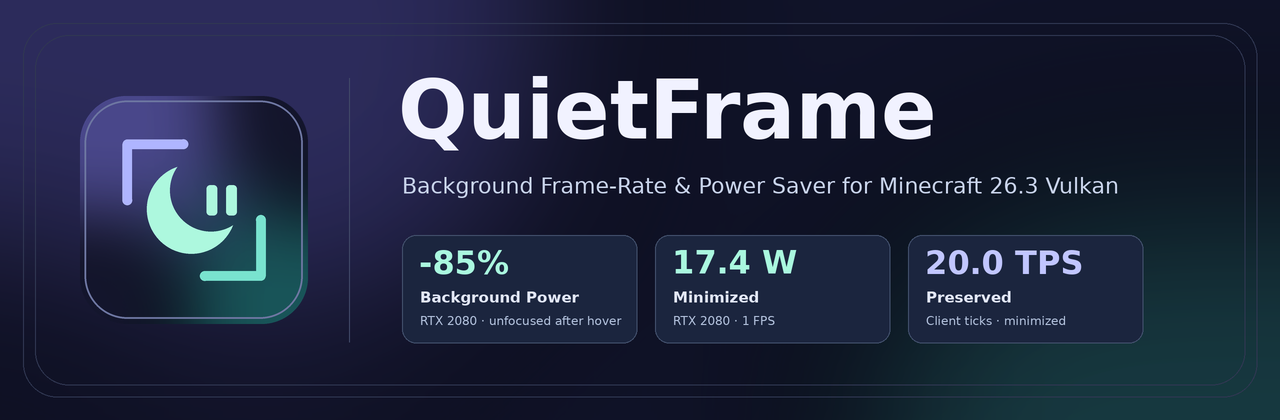 QuietFrame
Background Frame-Rate & Power Saver for Minecraft 26.3 Vulkan
-85%
Background Power
RTX 2080 · unfocused after hover
17.4 W
Minimized
RTX 2080 · 1 FPS
20.0 TPS
Preserved
Client ticks · minimized